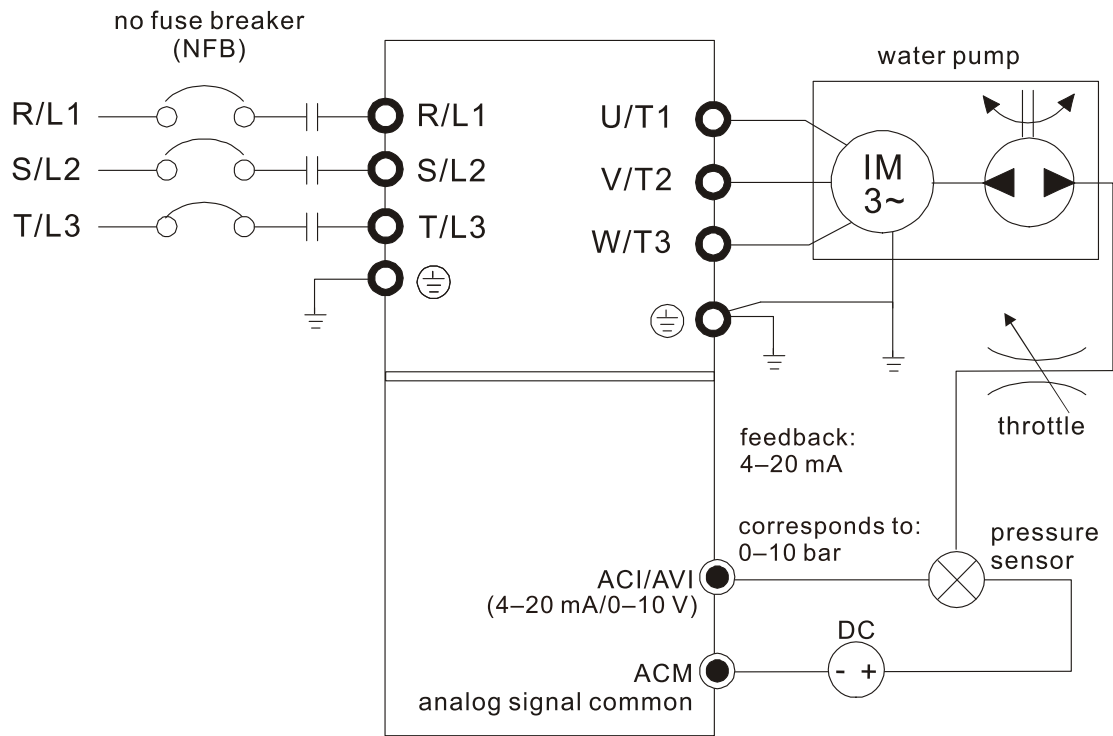 no fuse breaker
(NFB)
water pump
R/L1
R/L1
U/T1
S/L2
S/L2
V/T2
IM
3~
T/L3
T/L3
W/T3
throttle
feedback:
4–20 mA
corresponds to:
0–10 bar
pressure
sensor
ACI/AVI
(4–20 mA/0–10 V)
DC
- +
ACM
analog signal common